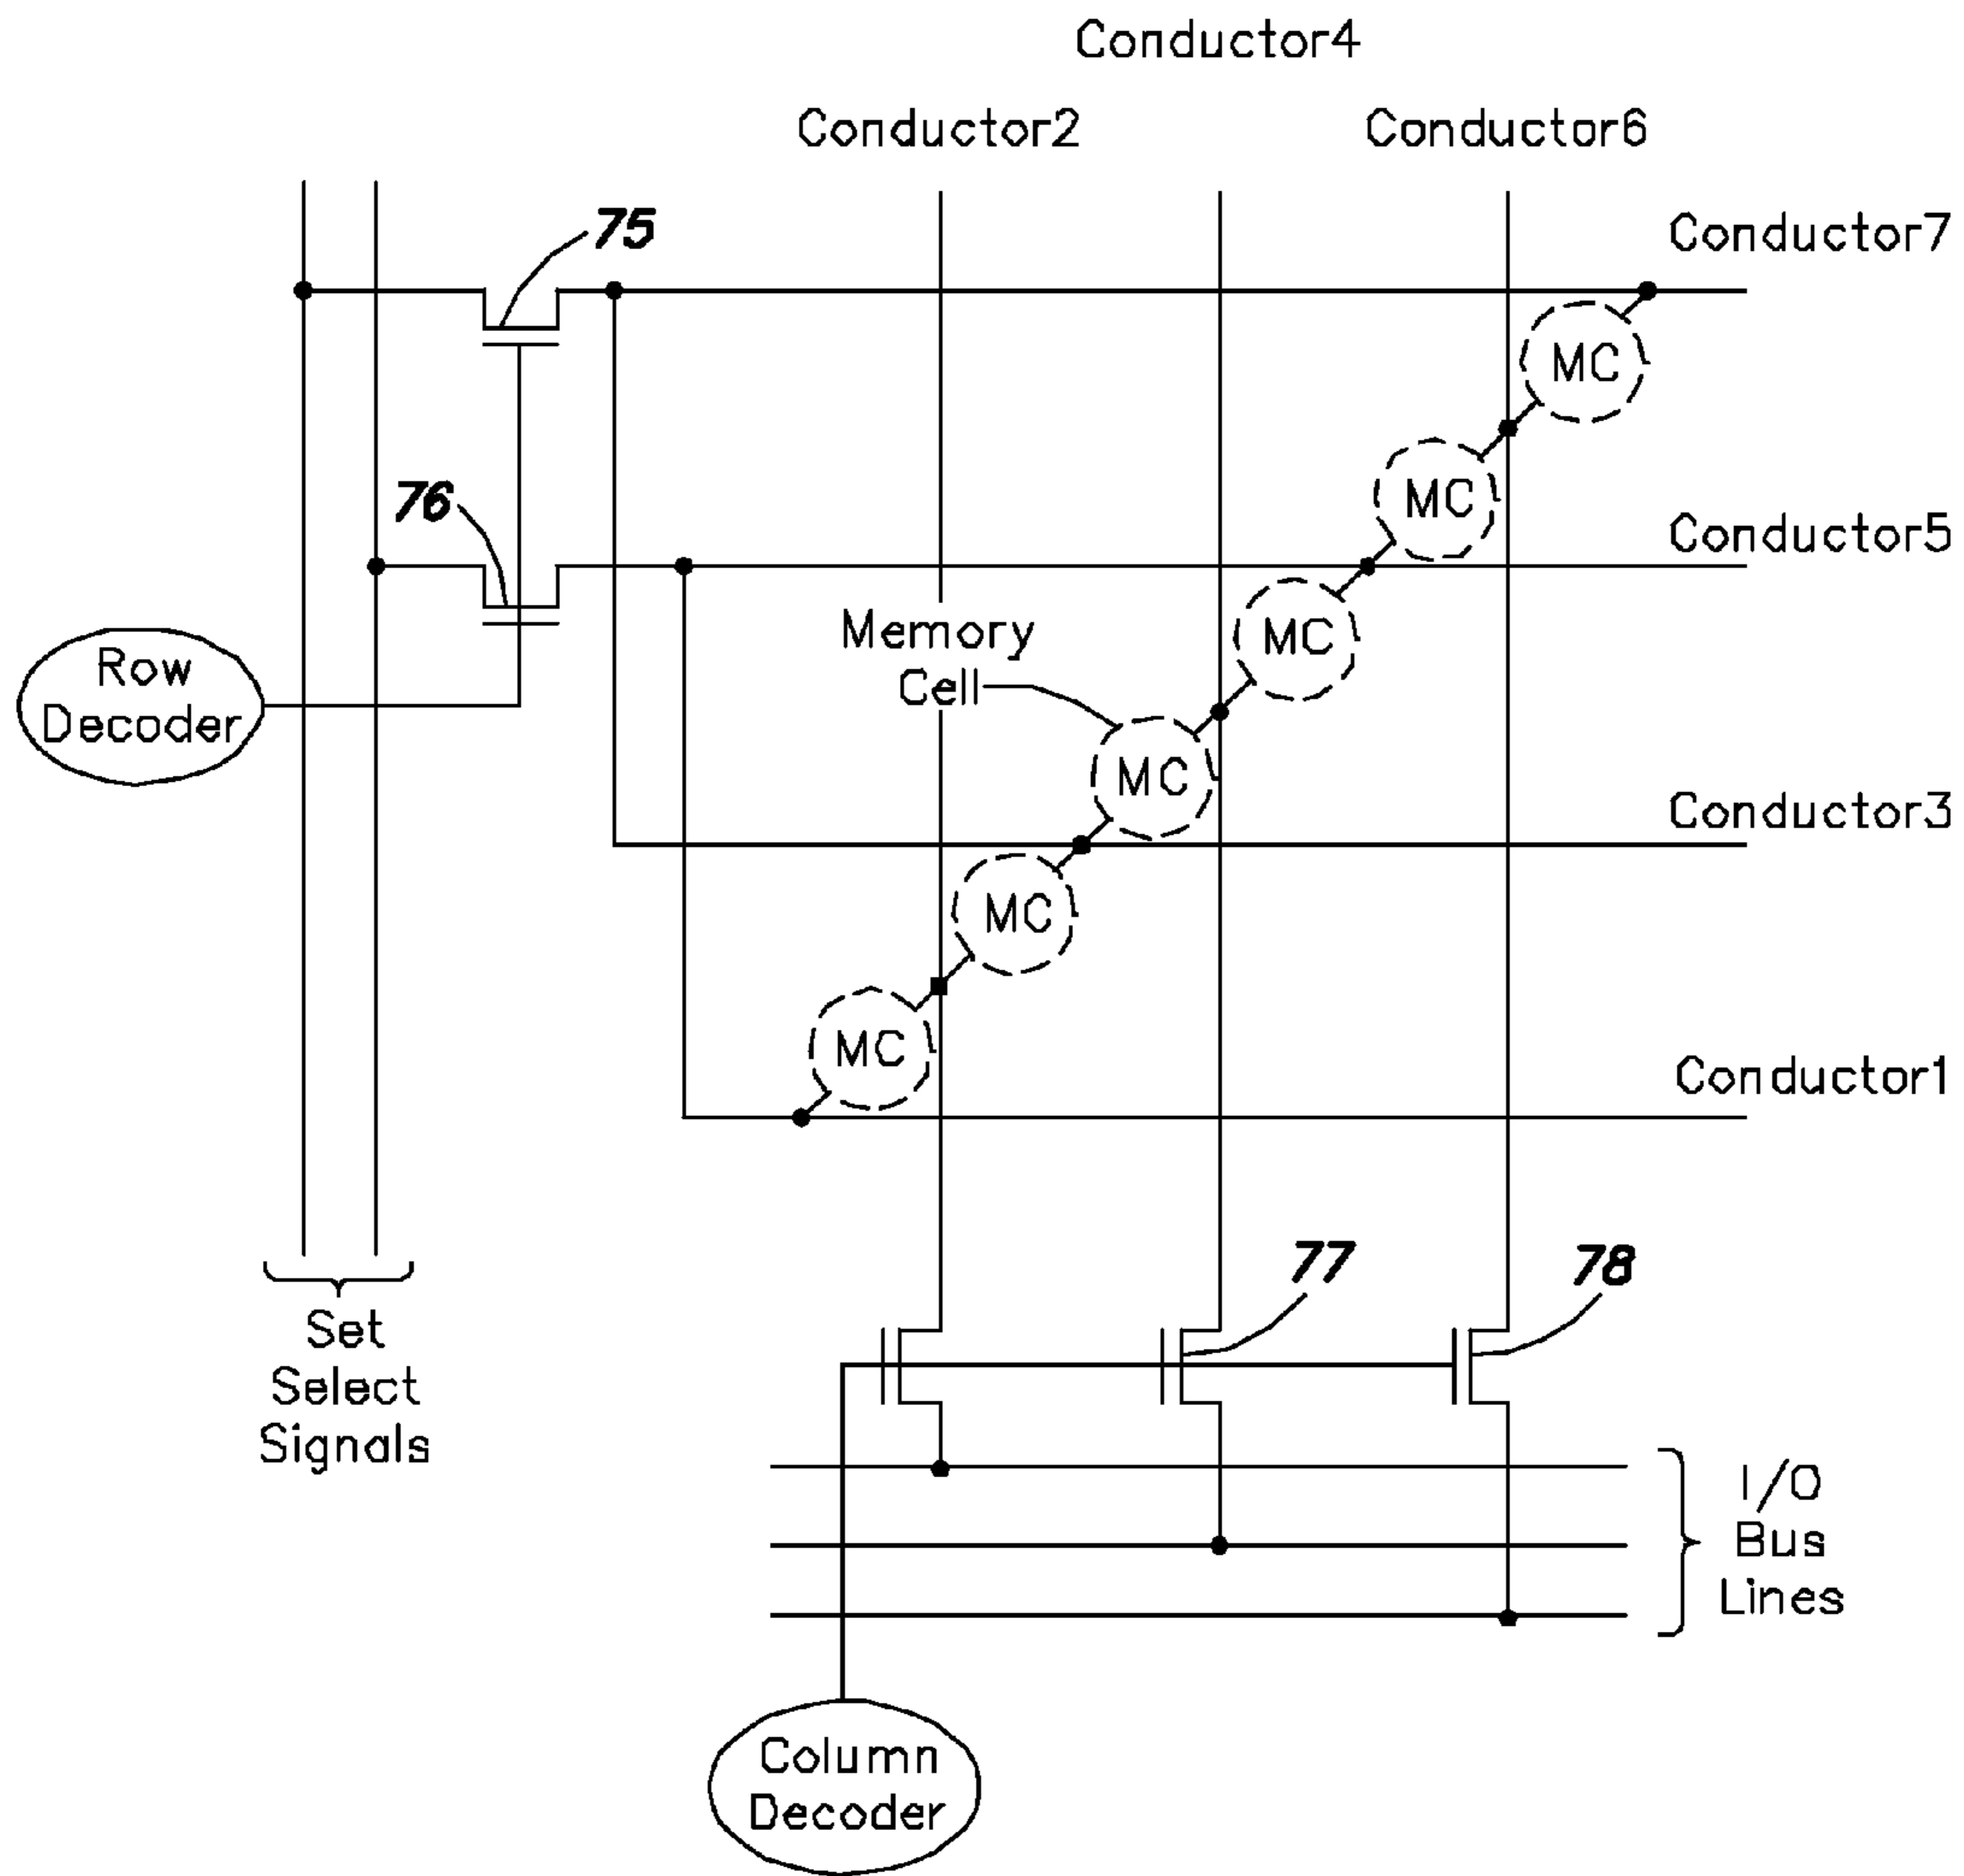 Conductor4
Conductor2
Conductor6
75
Conductor7
MC
76
MC
Conductor5
Memory
Cell
MC
Row
Decoder
MC
Conductor3
MC
MC
Conductor1
77
78
Set
Select
Signals
I/O
Bus
Lines
Column
Decoder